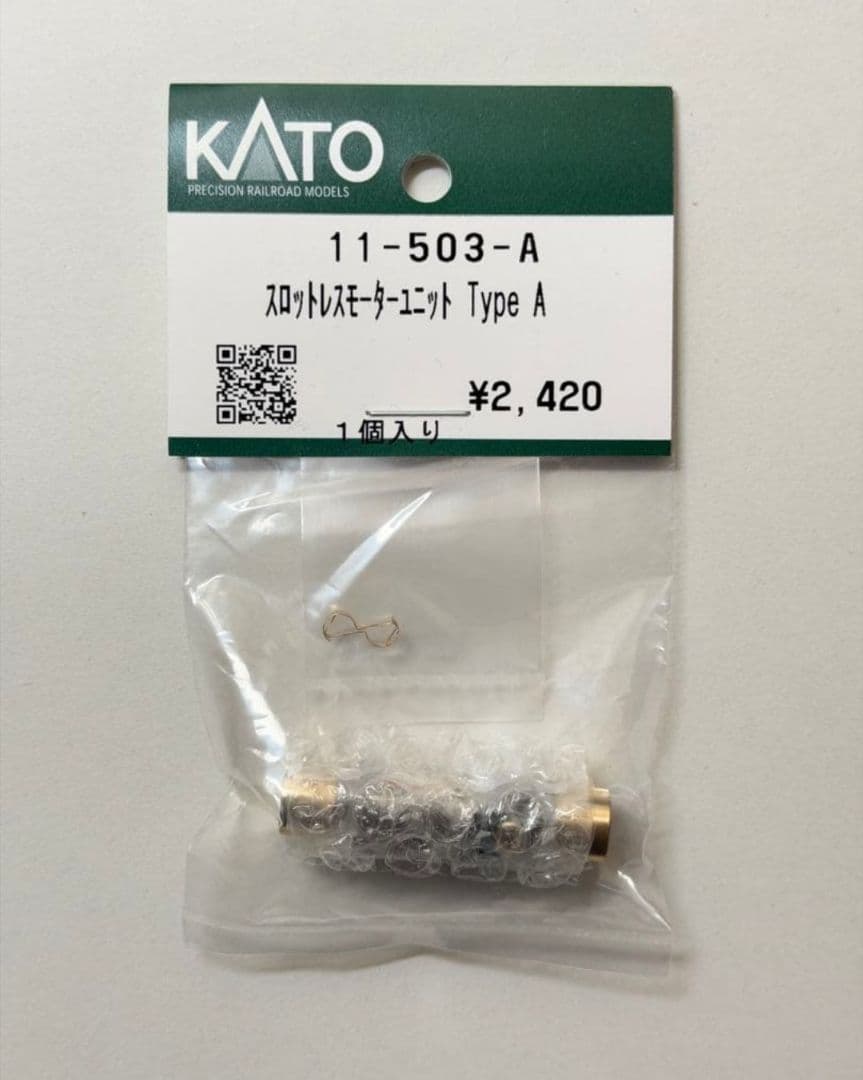 KATO
PRECISION RAILROAD MODELS
11-503-A
スロットレスモーターユニット Type A
¥2,420
1個入り